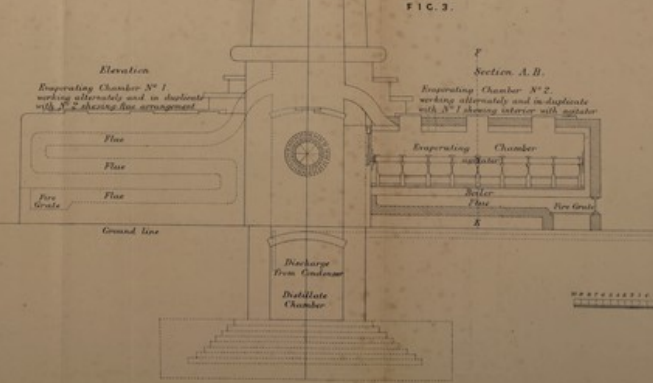 FIG. 3.
Elevation
Evaporating Chamber Nº 1.
working alternately and in duplicate
with Nº 2 shewing flue arrangement
F
Section A. B.
Evaporating Chamber Nº 2.
working alternately and in duplicate
with Nº 1 shewing interior with agitator
Flue
Flue
Flue
Fire
Grate
Evaporating Chamber
agitator
Boiler
Flue
Fire Grate
E
Ground line
Discharge
from Condenser
Distillate
Chamber